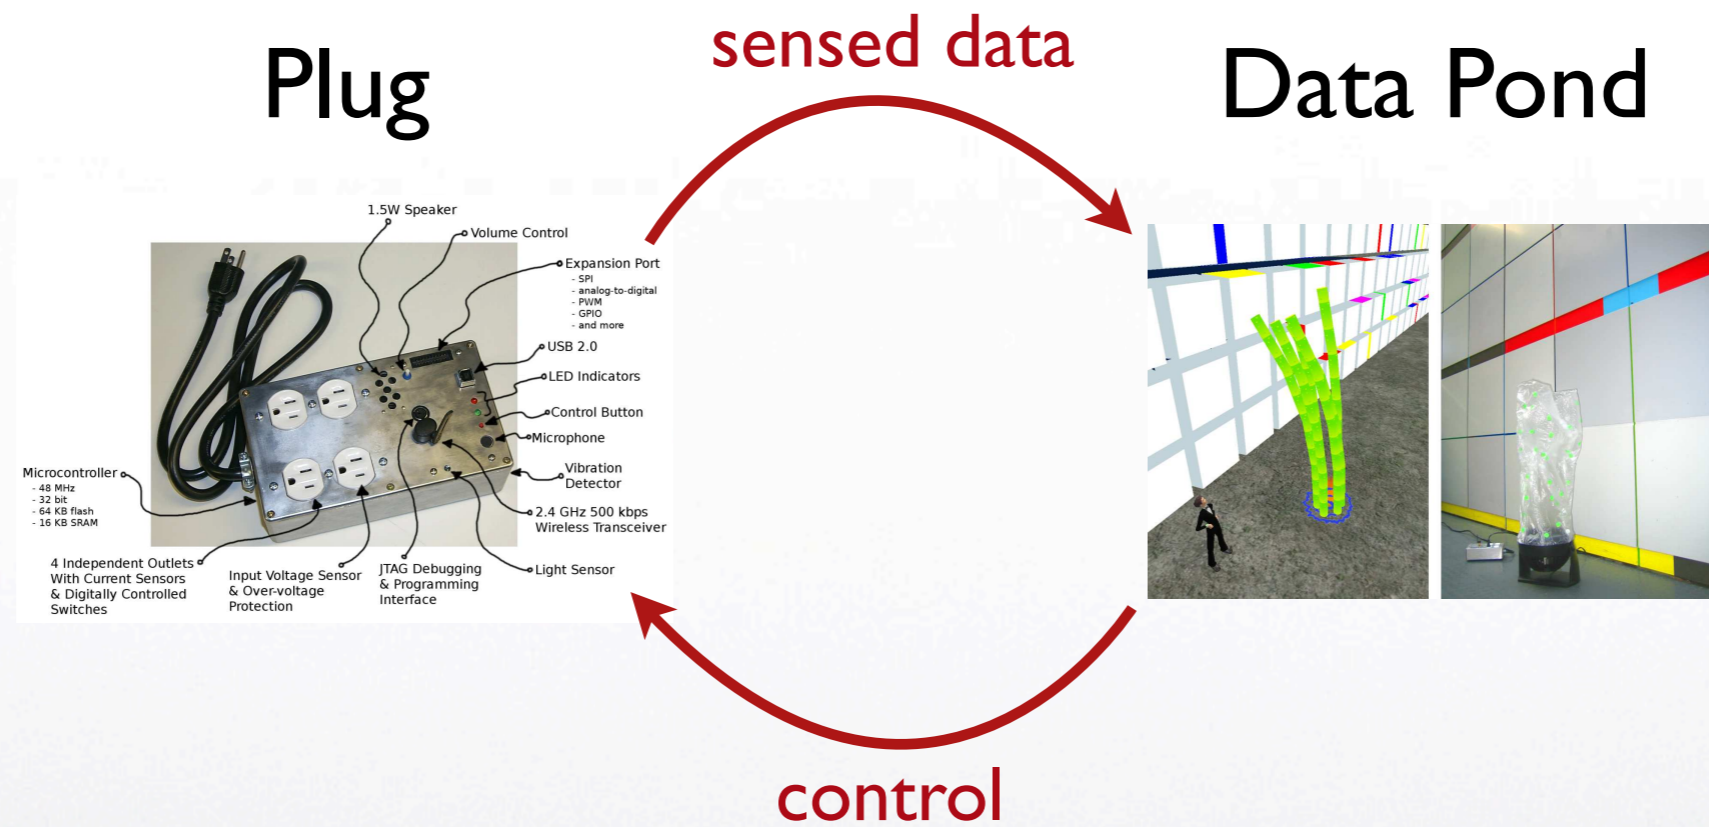 Plug
sensed data
Data Pond
1.5W Speaker
Volume Control
Expansion Port
- SPI
- analog-to-digital
- PWM
- GPIO
- and more
USB 2.0
LED Indicators
Control Button
Microphone
Vibration
Detector
2.4 GHz 500 kbps
Wireless Transceiver
Light Sensor
JTAG Debugging
& Programming
Interface
Input Voltage Sensor
& Over-voltage
Protection
4 Independent Outlets
With Current Sensors
& Digitally Controlled
Switches
Microcontroller
- 48 MHz
- 32 bit
- 64 KB flash
- 16 KB SRAM
control